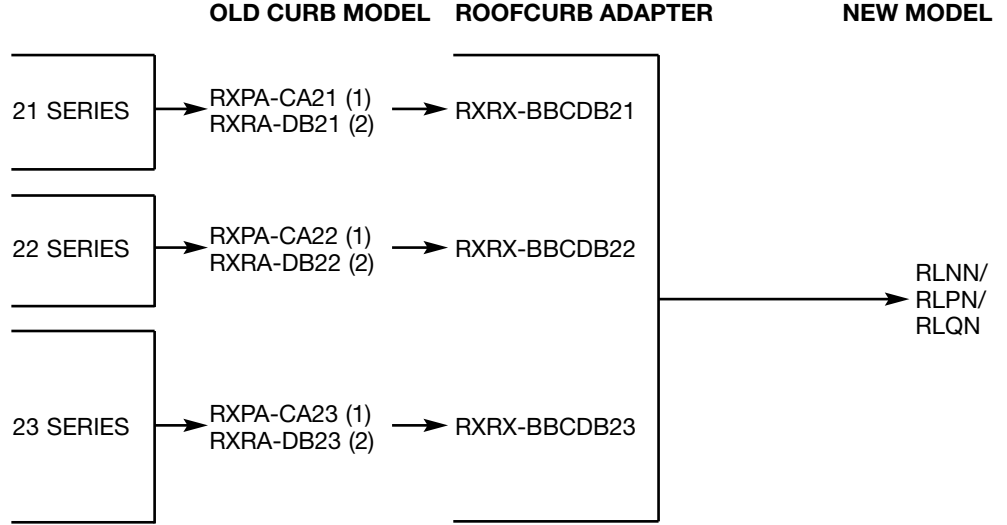 OLD CURB MODEL ROOFCURB ADAPTER NEW MODEL
21 SERIES
RXPA-CA21 (1)
RXRA-DB21 (2)
RXRX-BBCDB21
22 SERIES
RXPA-CA22 (1)
RXRA-DB22 (2)
RXRX-BBCDB22
RLNN/
RLPN/
RLQN
23 SERIES
RXPA-CA23 (1)
RXRA-DB23 (2)
RXRX-BBCDB23